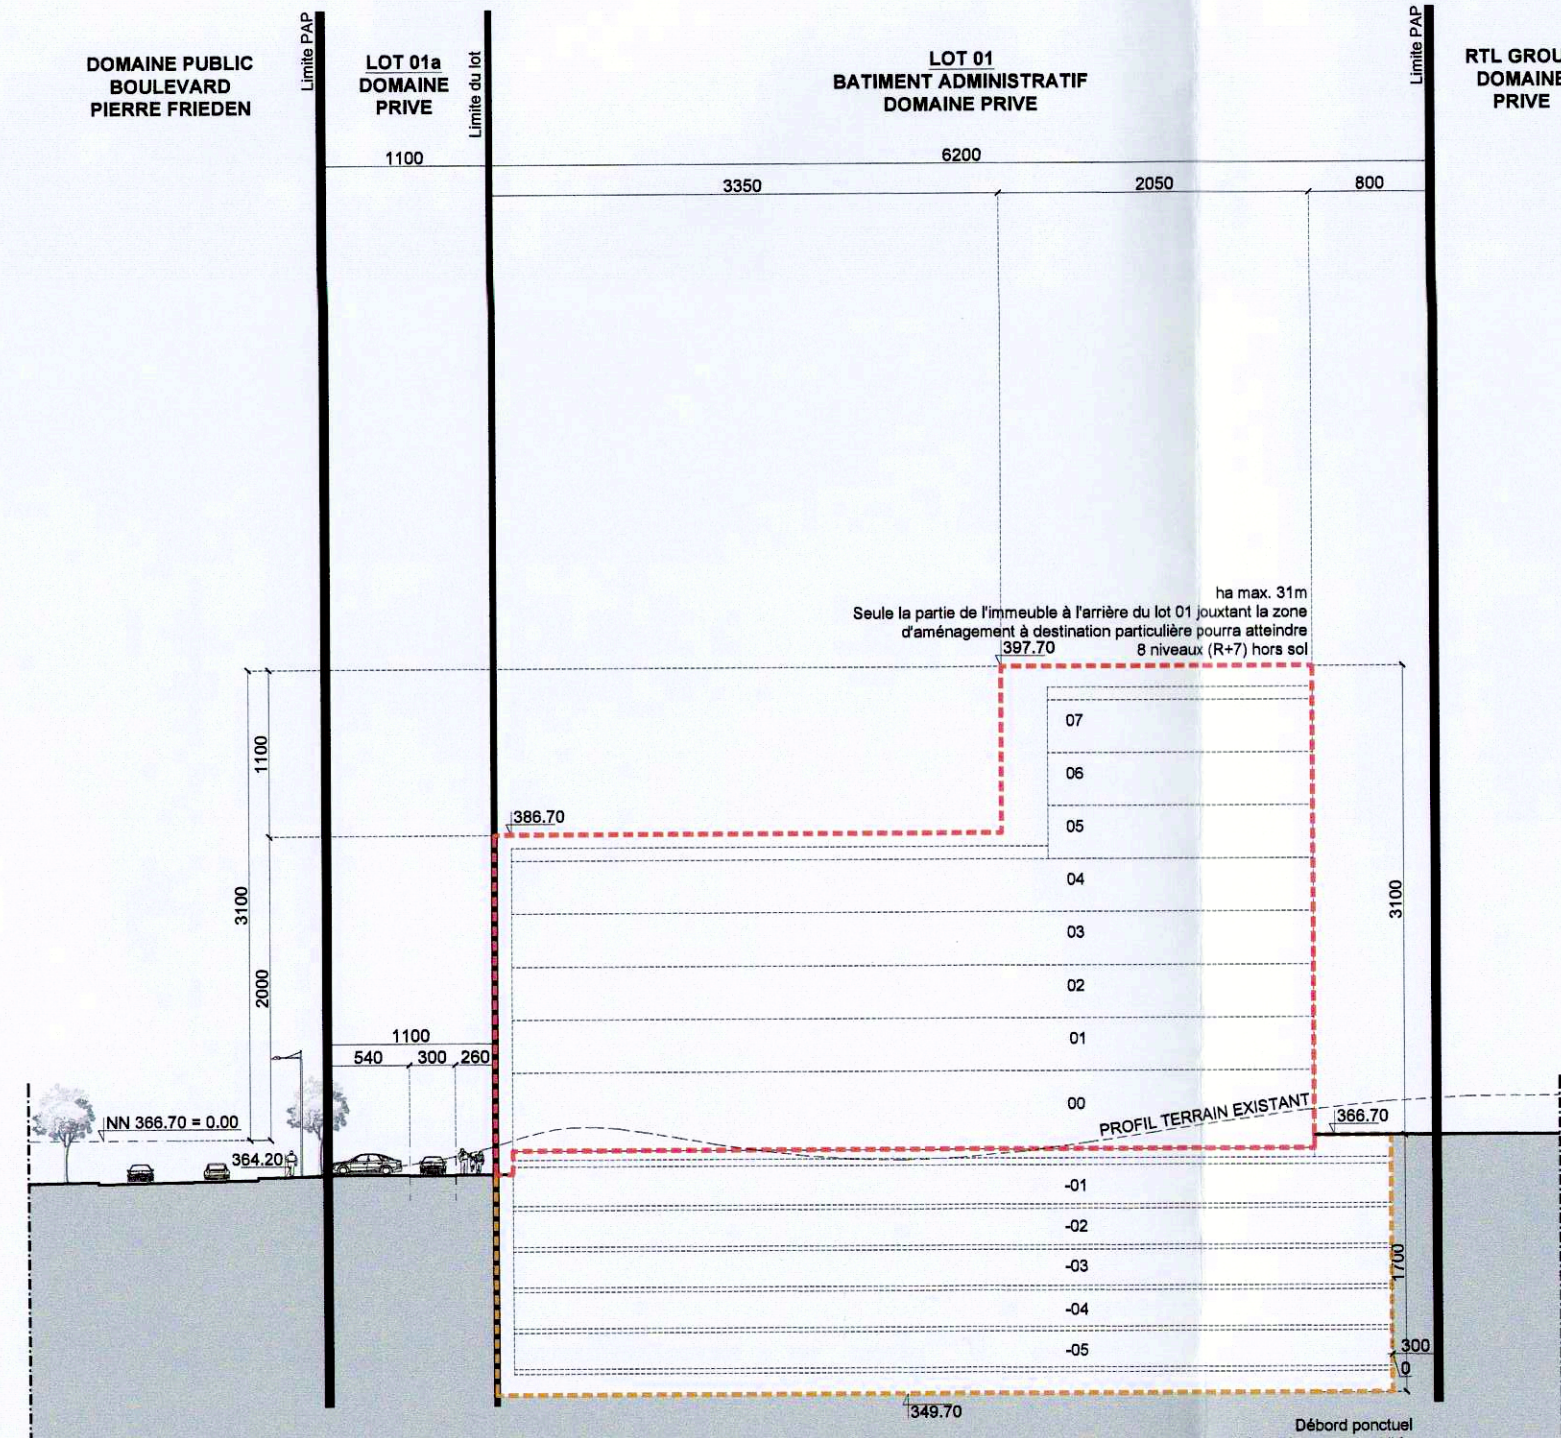 DOMAINE PUBLIC
BOULEVARD
PIERRE FRIEDEN
Limite PAP
LOT 01a
DOMAINE
PRIVE
Limite du lot
LOT 01
BATIMENT ADMINISTRATIF
DOMAINE PRIVE
Limite PAP
RTL GROU
DOMAINE
PRIVE
1100
6200
3350
2050
800
ha max. 31m
Seule la partie de l'immeuble à l'arrière du lot 01 jouxtant la zone
d'aménagement à destination particulière pourra atteindre
8 niveaux (R+7) hors sol
397.70
07
1100
06
386.70
05
04
3100
3100
03
2000
02
1100
01
540
300
260
00
PROFIL TERRAIN EXISTANT
366.70
NN 366.70 = 0.00
364.20
-01
-02
-03
1700
-04
-05
300
0
349.70
Débord ponctuel